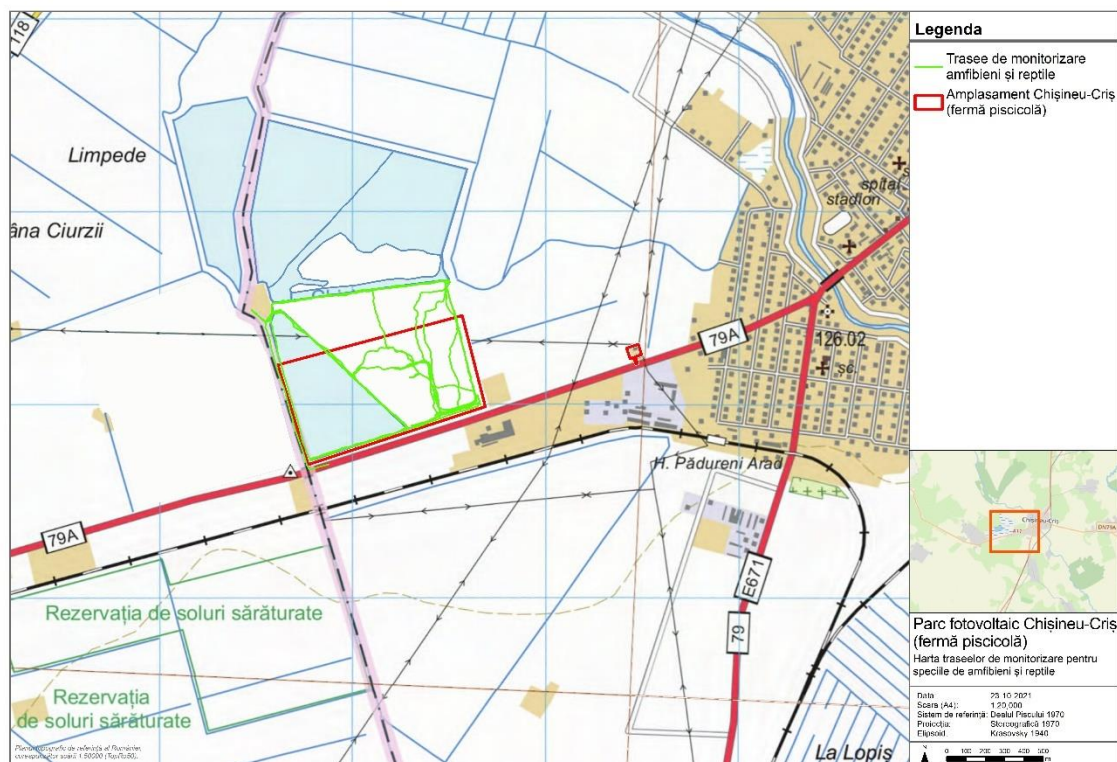 118
Limpede
âna Ciurzii
spital
stadion
79A
126.02
șc.
H. Pădureni Arad
79A
E671
79
Rezervația de soluri sărăturate
Rezervația
de soluri sărăturate
La Lopiș
Legenda
Trasee de monitorizare
amfibieni și reptile
Amplasament Chișineu-Criș
(fermă piscicolă)
Chișineu-Criș
DN79A
Parc fotovoltaic Chișineu-Criș
(fermă piscicolă)
Harta traseelor de monitorizare pentru
speciile de amfibieni și reptile
Data 23 10 2021
Scara (A4): 1:20,000
Sistem de referință: Dealul Piscului 1970
Proiecția: Stereografică 1970
Elipsoid: Krasovsky 1940
N
0 100 200 300 400 500